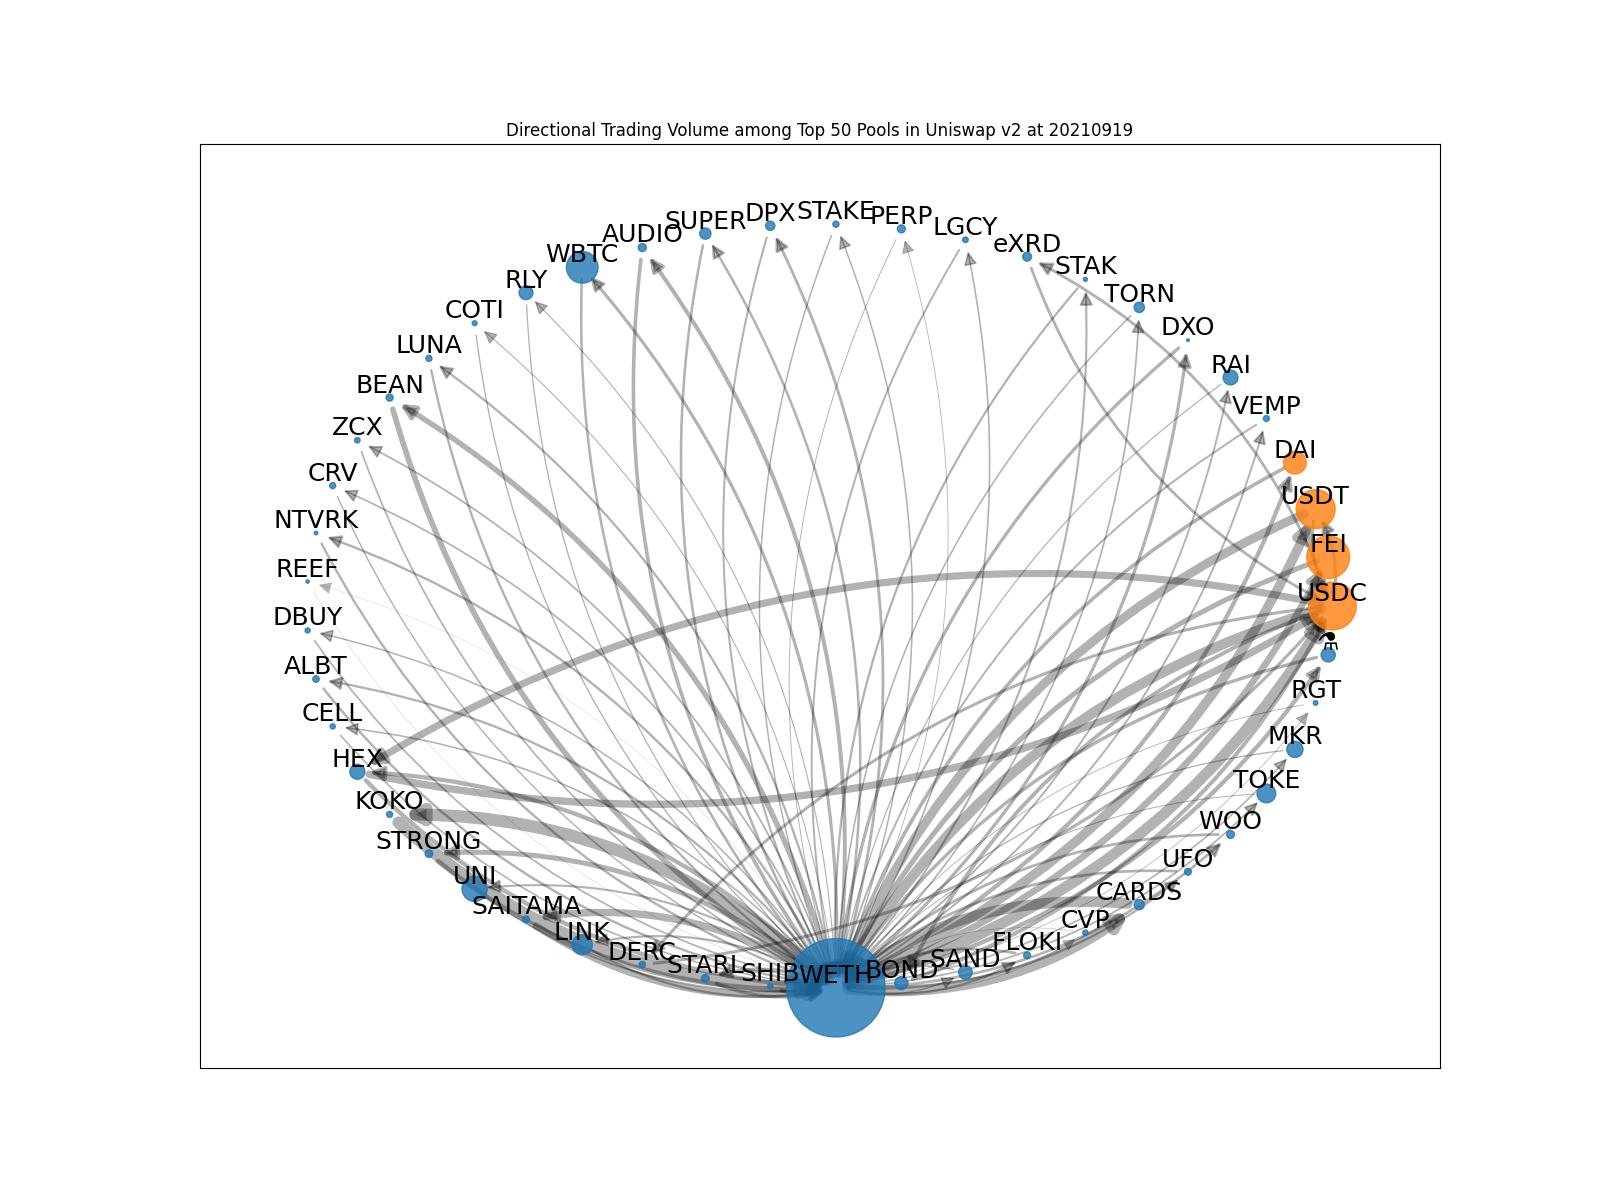 Directional Trading Volume among Top 50 Pools in Uniswap v2 at 20210919
STAKE
DPX
PERP
SUPER
LGCY
AUDIO
eXRD
WBTC
STAK
RLY
TORN
COTI
DXO
LUNA
RAI
BEAN
VEMP
ZCX
DAI
CRV
USDT
NTVRK
FEI
REEF
USDC
DBUY
⚗
ALBT
RGT
CELL
MKR
HEX
TOKE
KOKO
WOO
STRONG
UFO
UNI
CARDS
SAITAMA
CVP
LINK
FLOKI
DERC
SAND
STARL
BOND
SHIB
WETH